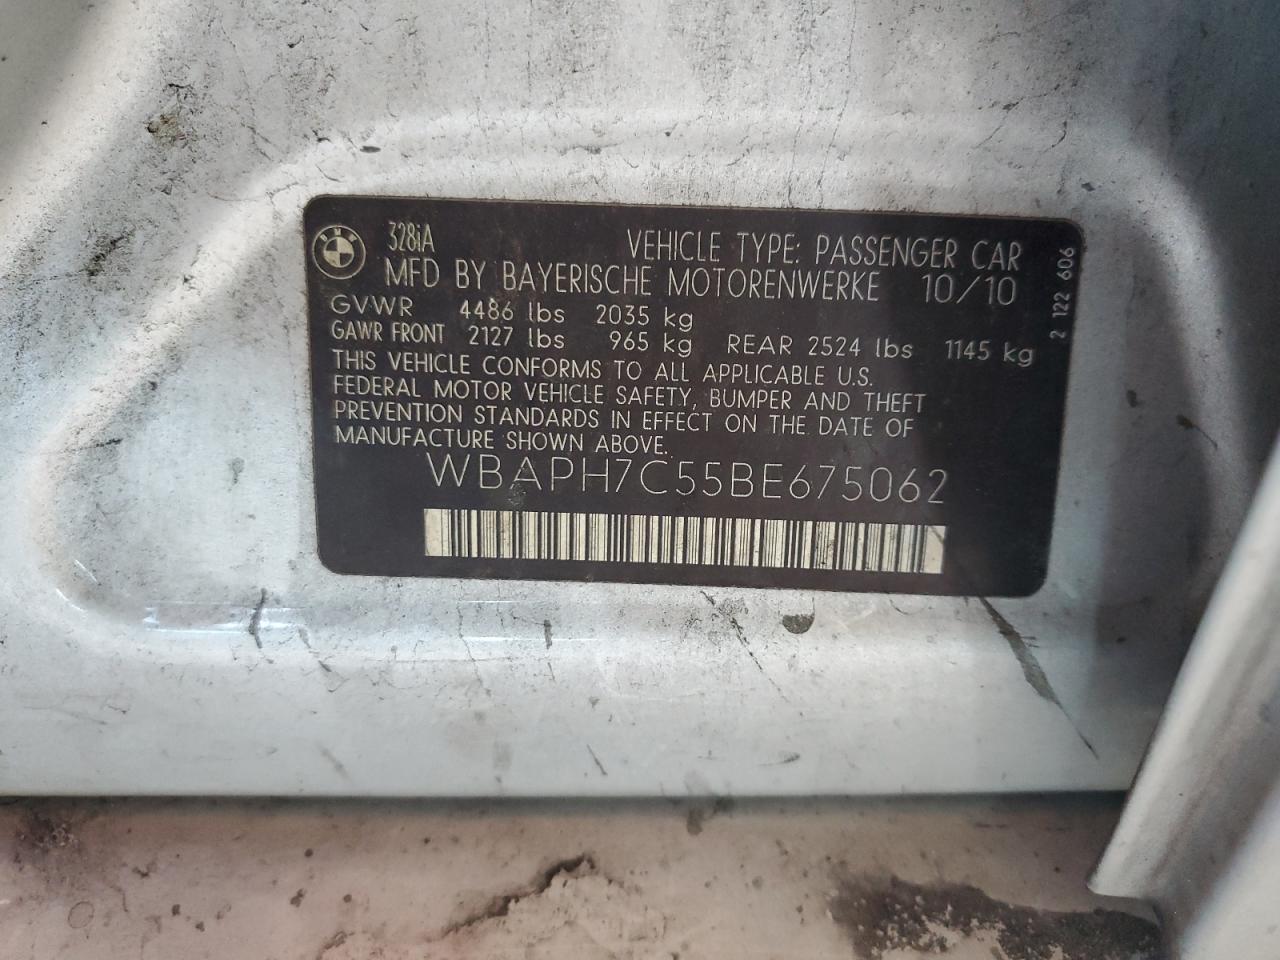 BMW
328iA
VEHICLE TYPE: PASSENGER CAR
MFD BY BAYERISCHE MOTORENWERKE 10/10
GVWR 4486 lbs 2035 kg
GAWR FRONT 2127 lbs 965 kg REAR 2524 lbs 1145 kg
THIS VEHICLE CONFORMS TO ALL APPLICABLE U.S.
FEDERAL MOTOR VEHICLE SAFETY, BUMPER AND THEFT
PREVENTION STANDARDS IN EFFECT ON THE DATE OF
MANUFACTURE SHOWN ABOVE.
WBAPH7C55BE675062
2 122 606